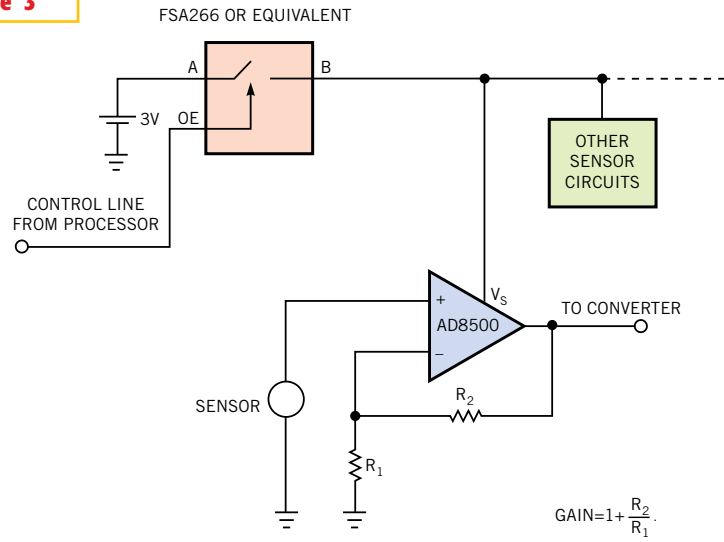 e 3
FSA266 OR EQUIVALENT
A
B
3V
OE
CONTROL LINE
FROM PROCESSOR
OTHER
SENSOR
CIRCUITS
+
VS
AD8500
TO CONVERTER
–
SENSOR
R2
R1
GAIN=1+R2/R1.